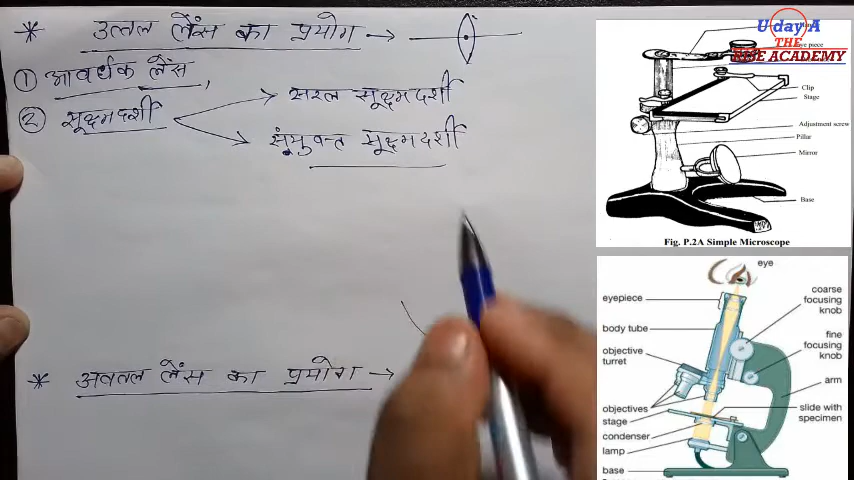 * उत्तल लेंस का प्रयोग →
① आवर्धक लेंस,
② सूक्ष्मदर्शी
सरल सूक्ष्मदर्शी
संयुक्त सूक्ष्मदर्शी
* अवतल लेंस का प्रयोग →
Uday A
THE
ACADEMY
Clip
Stage
Adjustment screw
Pillar
Mirror
Base
Fig. P.2A Simple Microscope
eye
eyepiece
coarse
focusing
knob
body tube
fine
focusing
knob
objective
turret
arm
objectives
slide with
specimen
stage
condenser
lamp
base